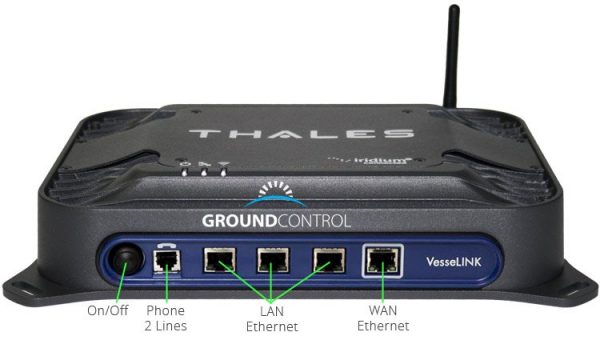 THALES
iridium
GROUNDCONTROL
VesseLINK
On/Off
Phone
2 Lines
LAN
Ethernet
WAN
Ethernet